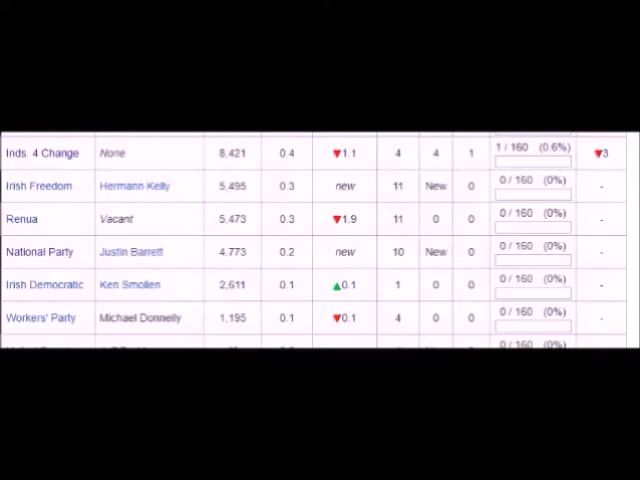 1 / 160 (0.6%)
Inds. 4 Change None 8,421 0.4 ▼1.1 4 4 1 ▼3
0 / 160 (0%)
Irish Freedom Hermann Kelly 5,495 0.3 new 11 New 0 -
0 / 160 (0%)
Renua Vacant 5,473 0.3 ▼1.9 11 0 0 -
0 / 160 (0%)
National Party Justin Barrett 4,773 0.2 new 10 New 0 -
0 / 160 (0%)
Irish Democratic Ken Smollen 2,611 0.1 ▲0.1 1 0 0 -
0 / 160 (0%)
Workers' Party Michael Donnelly 1,195 0.1 ▼0.1 4 0 0 -
0 / 160 (0%)